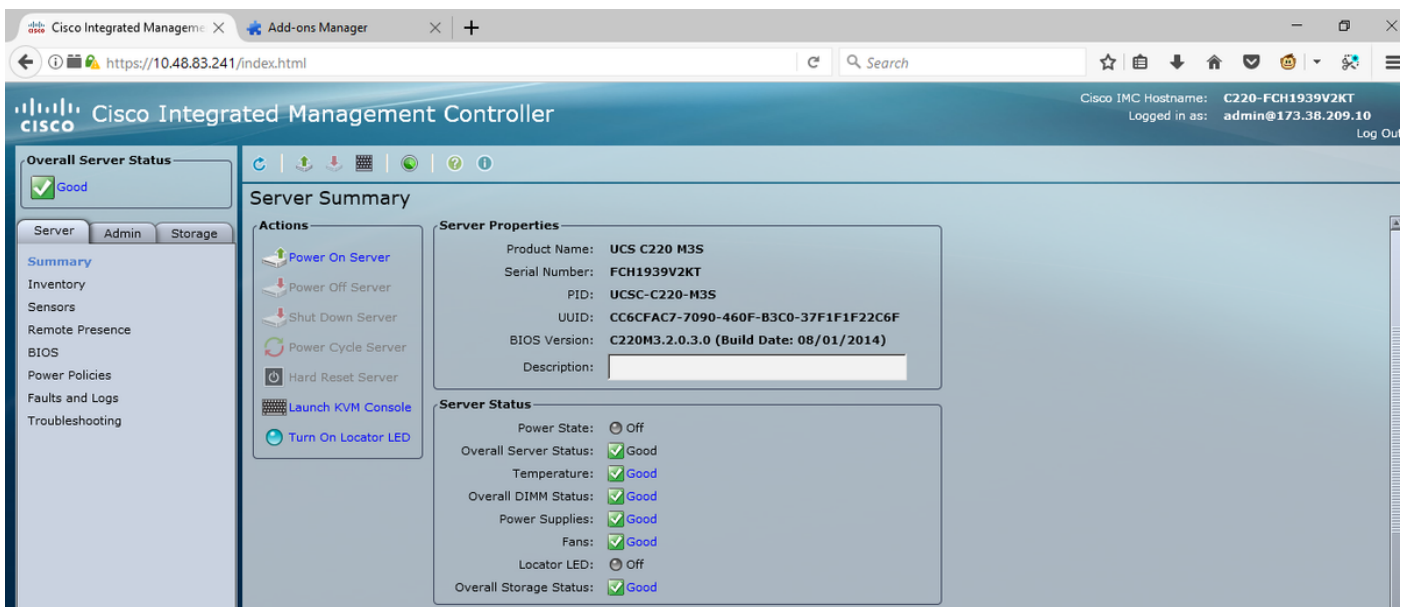 Cisco Integrated Manageme
Add-ons Manager
https://10.48.83.241/index.html
Search
CISCO
Cisco Integrated Management Controller
Cisco IMC Hostname: C220-FCH1939V2KT
Logged in as: admin@173.38.209.10
Log Out
Overall Server Status
Good
Server Admin Storage
Summary
Inventory
Sensors
Remote Presence
BIOS
Power Policies
Faults and Logs
Troubleshooting
Server Summary
Actions
Power On Server
Power Off Server
Shut Down Server
Power Cycle Server
Hard Reset Server
Launch KVM Console
Turn On Locator LED
Server Properties
Product Name: UCS C220 M3S
Serial Number: FCH1939V2KT
PID: UCSC-C220-M3S
UUID: CC6CFAC7-7090-460F-B3C0-37F1F1F22C6F
BIOS Version: C220M3.2.0.3.0 (Build Date: 08/01/2014)
Description:
Server Status
Power State: Off
Overall Server Status: Good
Temperature: Good
Overall DIMM Status: Good
Power Supplies: Good
Fans: Good
Locator LED: Off
Overall Storage Status: Good